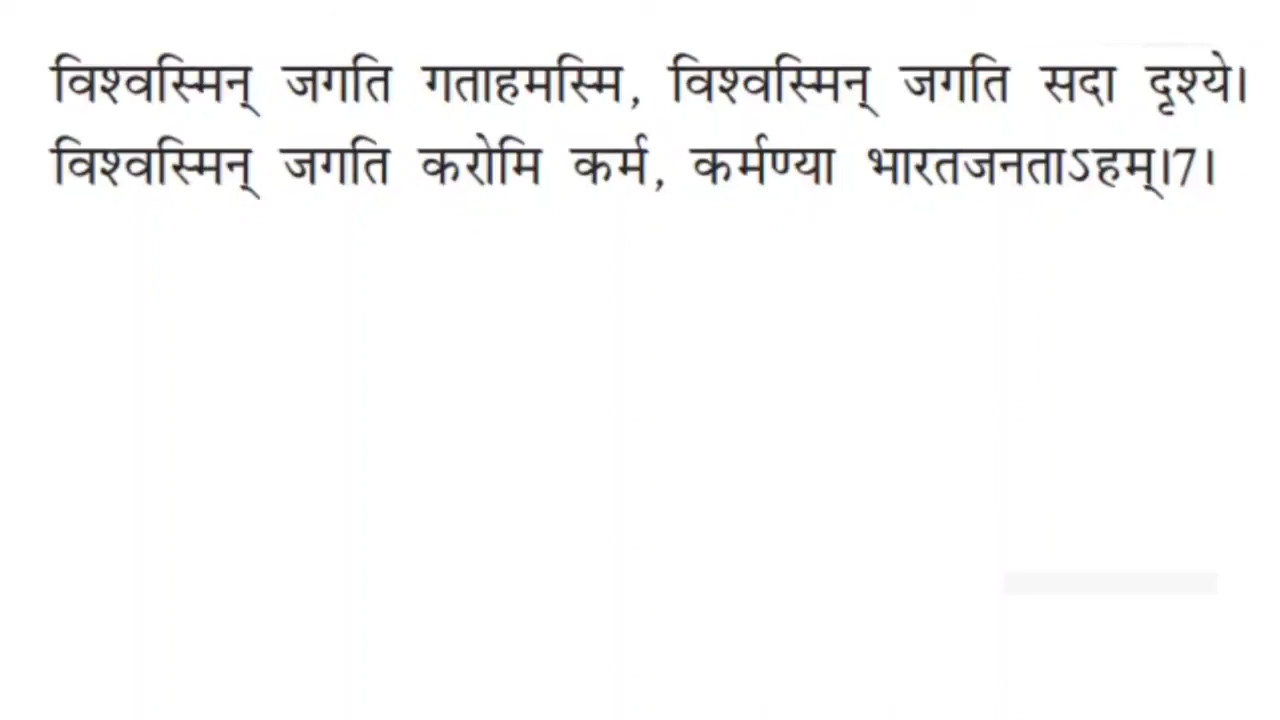 विश्वस्मिन् जगति गताहमस्मि, विश्वस्मिन् जगति सदा दृश्ये।
विश्वस्मिन् जगति करोमि कर्म, कर्मण्या भारतजनताऽहम्।7।